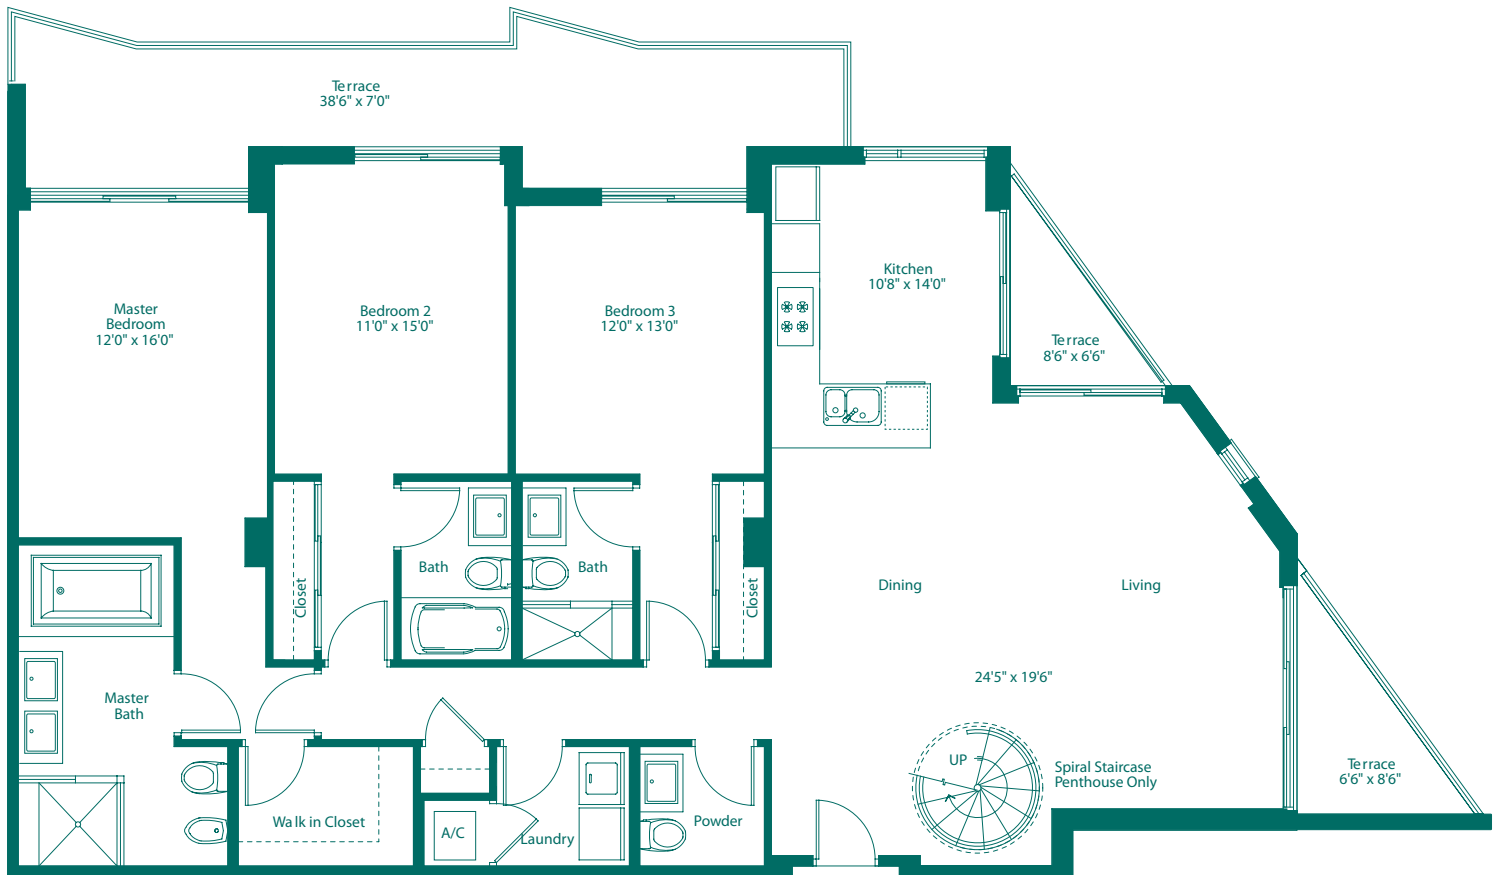 Terrace
38'6" x 7'0"
Kitchen
10'8" x 14'0"
Master
Bedroom
12'0" x 16'0"
Bedroom 2
11'0" x 15'0"
Bedroom 3
12'0" x 13'0"
Terrace
8'6" x 6'6"
Closet
Bath
Bath
Closet
Dining
Living
24'5" x 19'6"
Master
Bath
UP
Spiral Staircase
Penthouse Only
Terrace
6'6" x 8'6"
Walk in Closet
A/C
Laundry
Powder